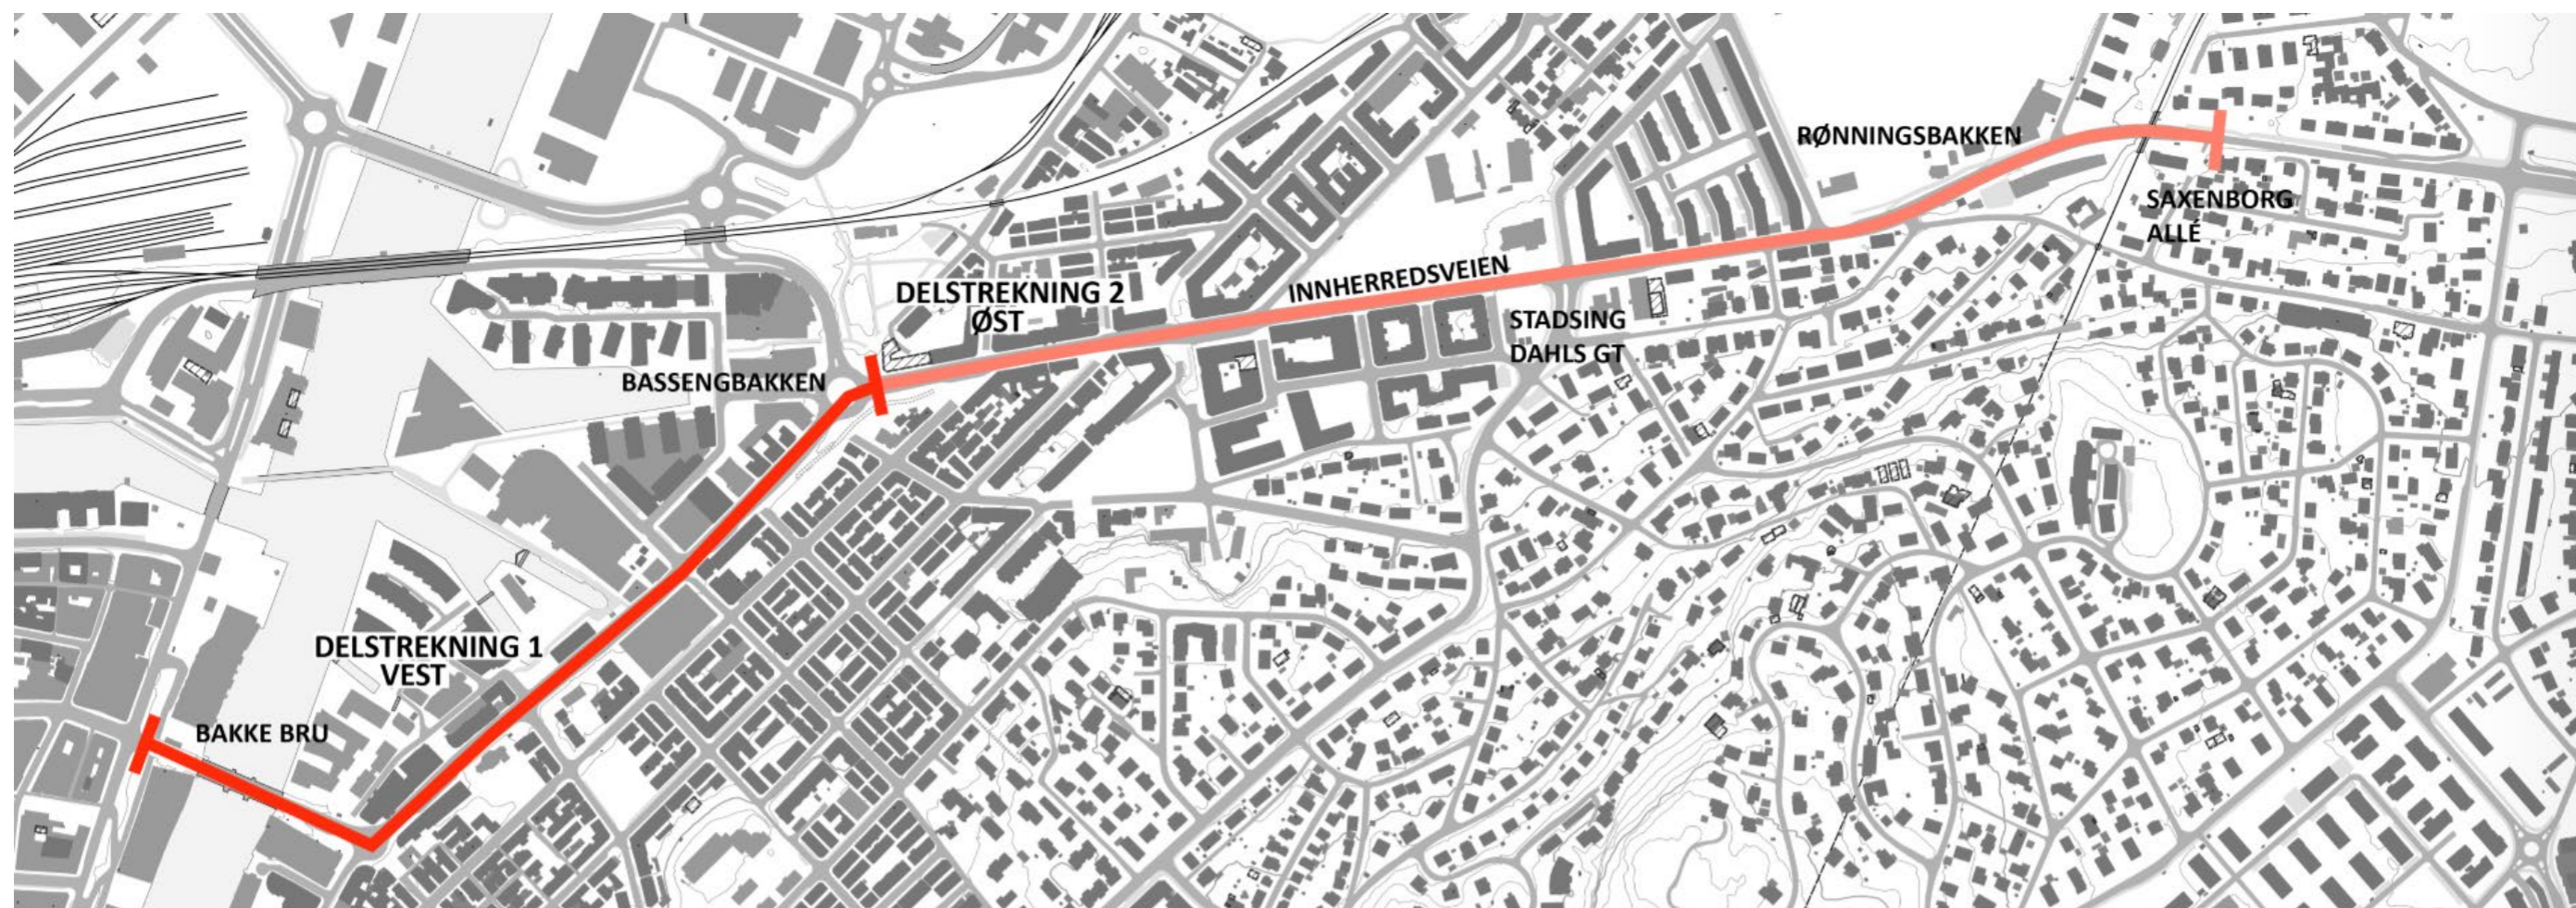 RØNNINGSBAKKEN
SAXENBORG
ALLÉ
INNHERREDSVEIEN
DELSTREKNING 2
ØST
STADSING
DAHLS GT
BASSENGBAKKEN
DELSTREKNING 1
VEST
BAKKE BRU